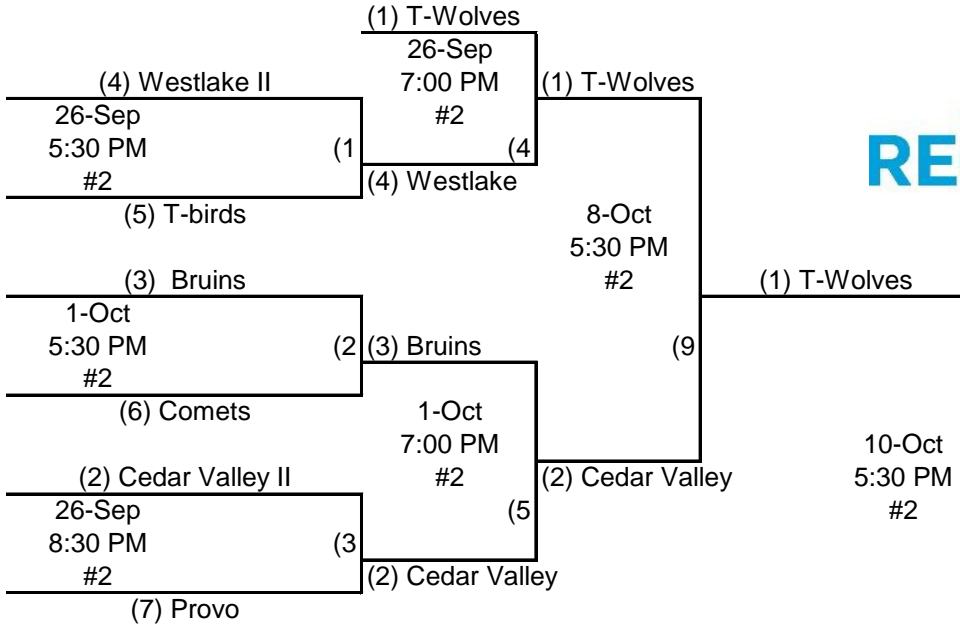 (1) T-Wolves
26-Sep
7:00 PM
#2
(4) Westlake II
(1) T-Wolves
26-Sep
5:30 PM
#2
(1
(4
(4) Westlake
(5) T-birds
RE
8-Oct
5:30 PM
#2
(3) Bruins
(1) T-Wolves
1-Oct
5:30 PM
#2
(2
(3) Bruins
(9
(6) Comets
1-Oct
7:00 PM
#2
(2) Cedar Valley II
(2) Cedar Valley
10-Oct
5:30 PM
#2
26-Sep
8:30 PM
#2
(3
(5
(2) Cedar Valley
(7) Provo